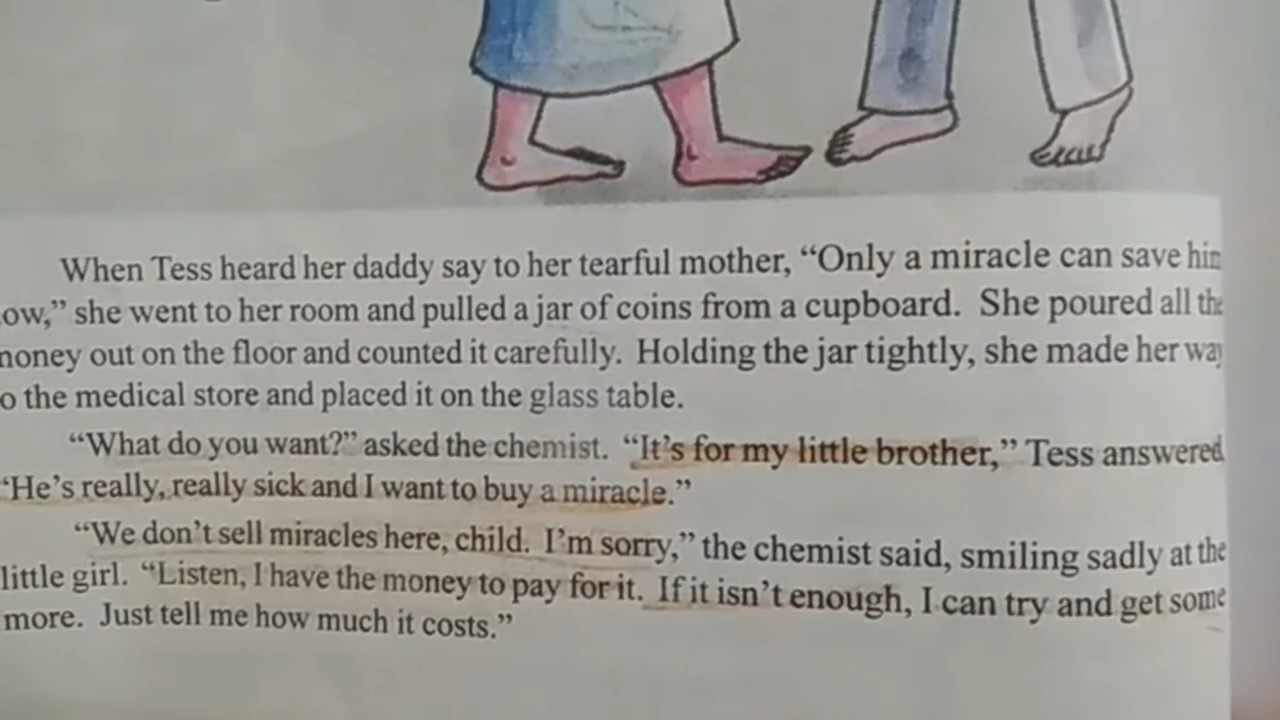 When Tess heard her daddy say to her tearful mother, “Only a miracle can save him
ow,” she went to her room and pulled a jar of coins from a cupboard. She poured all the
noney out on the floor and counted it carefully. Holding the jar tightly, she made her way
o the medical store and placed it on the glass table.
“What do you want?” asked the chemist. “It’s for my little brother,” Tess answered
“He’s really, really sick and I want to buy a miracle.”
“We don’t sell miracles here, child. I’m sorry,” the chemist said, smiling sadly at the
little girl. “Listen, I have the money to pay for it. If it isn’t enough, I can try and get some
more. Just tell me how much it costs.”